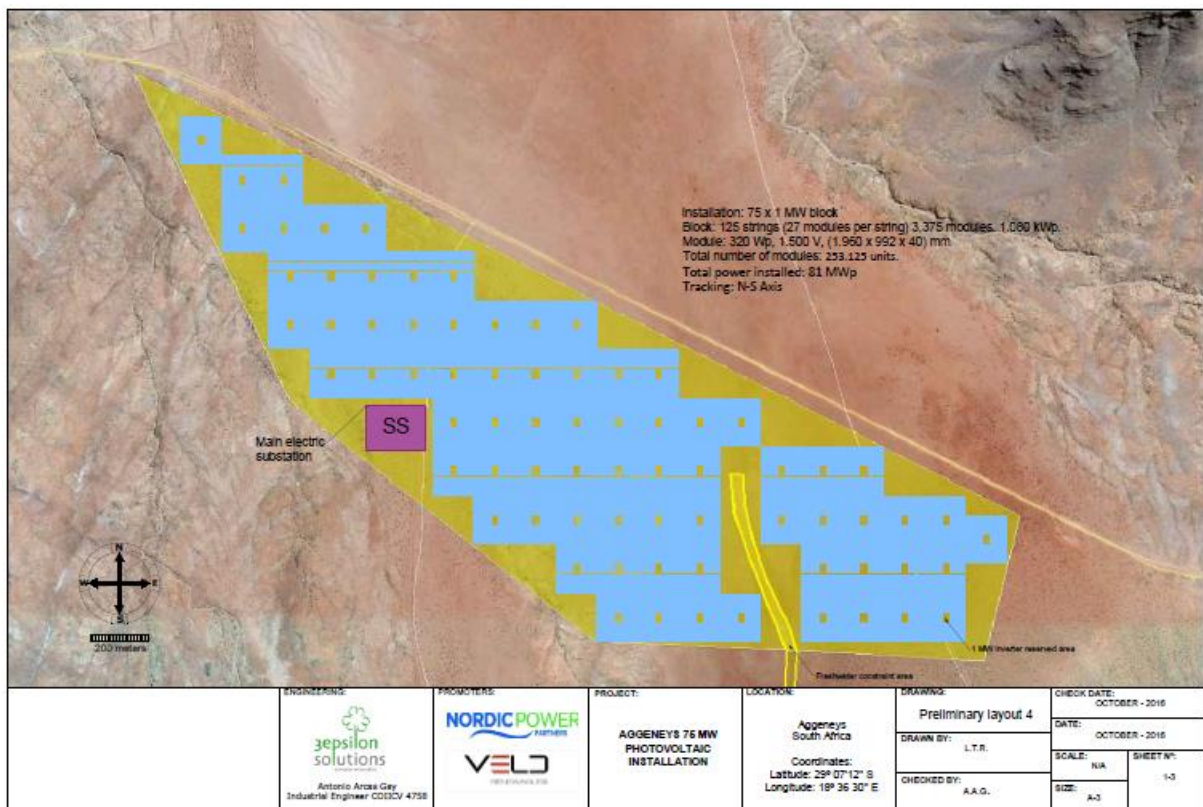 Installation: 75 x 1 MW block
Block: 125 strings (27 modules per string) 3.375 modules. 1.080 kWp.
Module: 320 Wp, 1.500 V, (1.960 x 992 x 40) mm
Total number of modules: 253.125 units.
Total power installed: 81 MWp
Tracking: N-S Axis
SS
Main electric
substation
N
W
E
S
200 meters
1 MW Inverter reserved area
Freshwater constraint area
ENGINEERING:
3epsilon
solutions
Antonio Arcas Gay
Industrial Engineer COIICV 4758
PROMOTERS:
NORDIC POWER
PARTNERS
VELD
RENEWABLES
PROJECT:
AGGENEYS 75 MW
PHOTOVOLTAIC
INSTALLATION
LOCATION:
Aggeneys
South Africa
Coordinates:
Latitude: 29º 07'12" S
Longitude: 18º 36 30" E
DRAWING:
Preliminary layout 4
DRAWN BY:
L.T.R.
CHECKED BY:
A.A.G.
CHECK DATE:
OCTOBER - 2016
DATE:
OCTOBER - 2016
SCALE:
N/A
SIZE:
A-3
SHEET Nº:
1-3